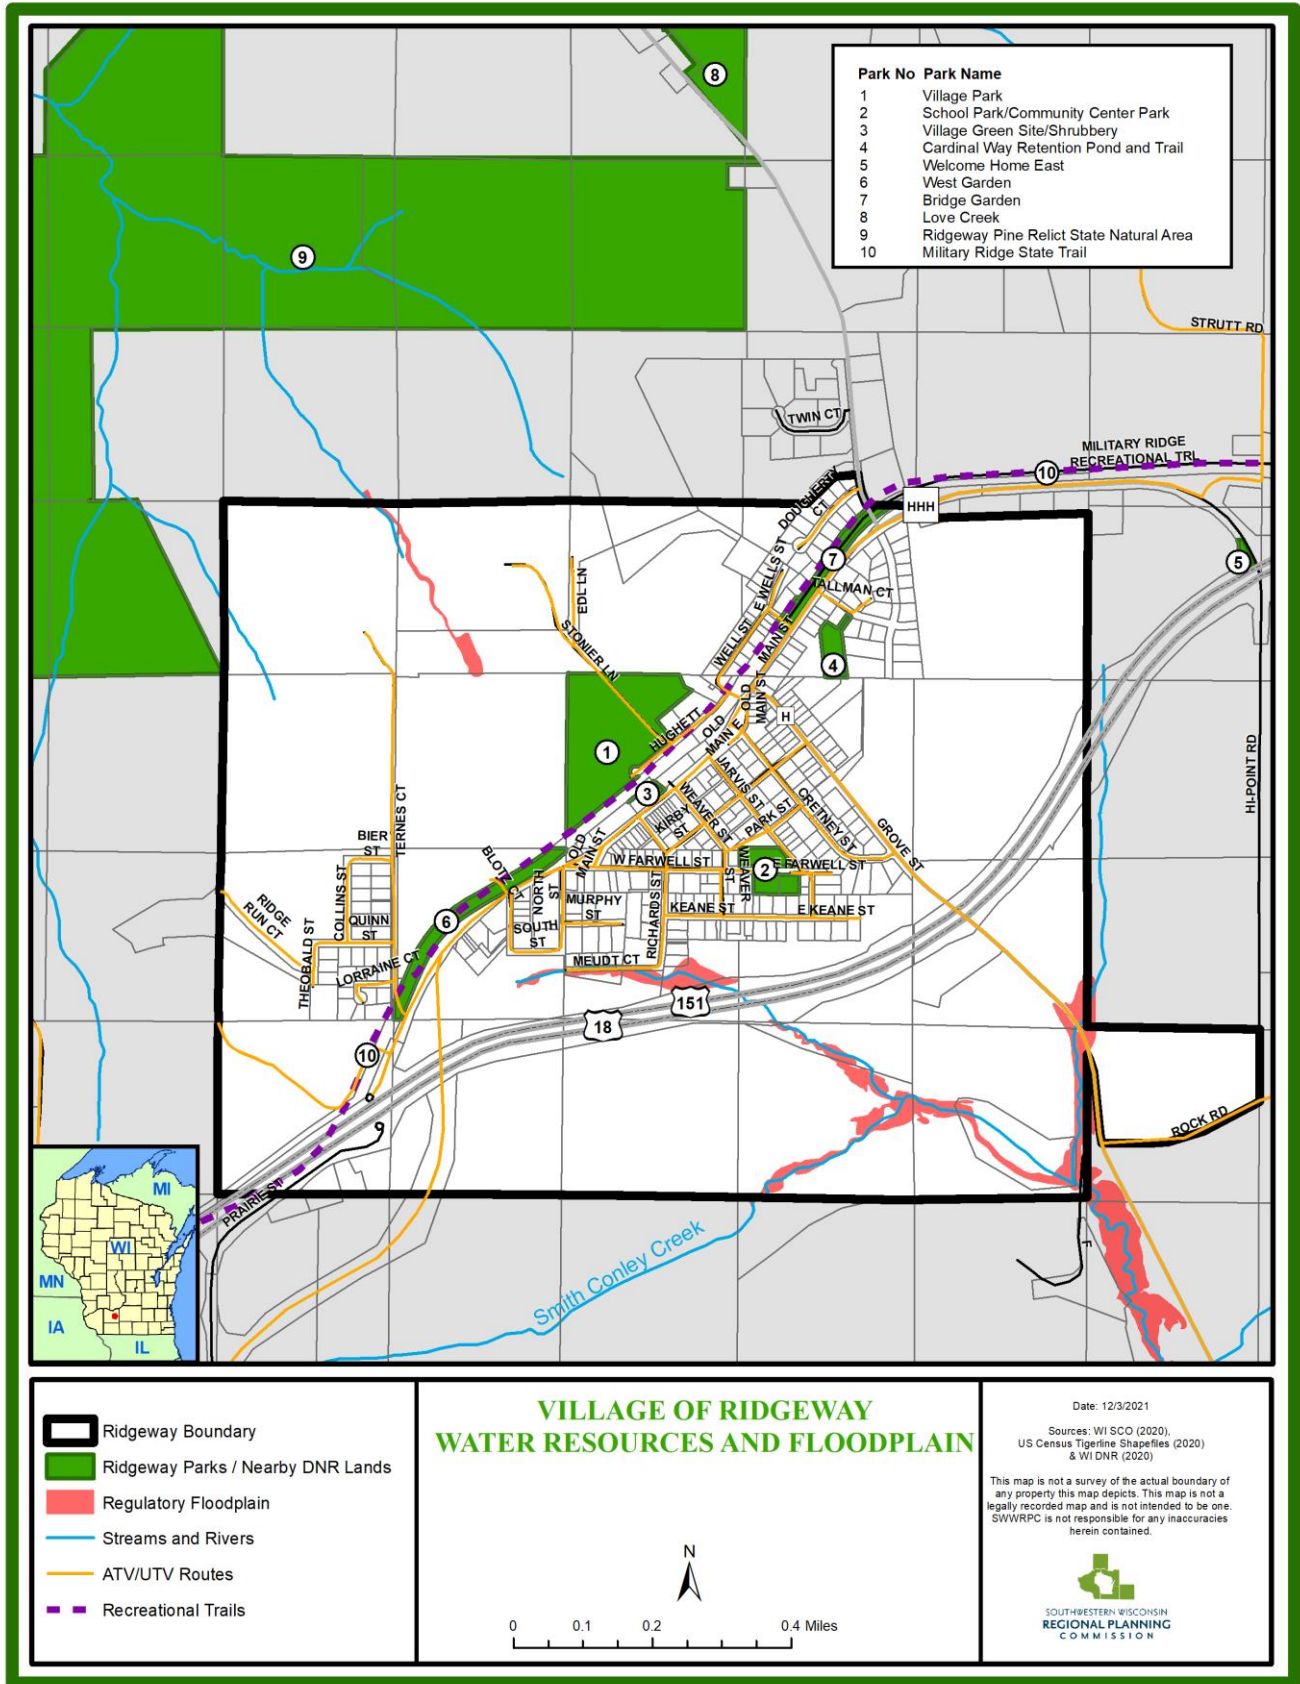 Park No Park Name
1 Village Park
2 School Park/Community Center Park
3 Village Green Site/Shrubbery
4 Cardinal Way Retention Pond and Trail
5 Welcome Home East
6 West Garden
7 Bridge Garden
8 Love Creek
9 Ridgeway Pine Relict State Natural Area
10 Military Ridge State Trail
8
9
STRUTT RD
TWIN CT
MILITARY RIDGE
RECREATIONAL TRL
10
HHH
DOUGHERTY
CT
7
5
E WELLS ST
TALLMAN CT
EDL LN
WELL ST
MAIN ST
4
STONIER LN
OLD
MAIN ST
H
HUGHETT
OLD
MAIN E
1
HI-POINT RD
3
JARVIS ST
WEAVER ST
KIRBY
ST
CRETNEY ST
PARK ST
GROVE ST
TERNES CT
BIER
ST
OLD
MAIN ST
BLOTZ CT
W FARWELL ST
WEAVER
ST
2
E FARWELL ST
COLLINS ST
NORTH
ST
MURPHY
ST
RICHARDS ST
KEANE ST
E KEANE ST
RIDGE
RUN CT
QUINN
ST
6
SOUTH
ST
THEOBALD ST
LORRAINE CT
MEUDT CT
151
18
10
ROCK RD
PRAIRIE ST
F
Smith Conley Creek
MI
WI
MN
IA
IL
Ridgeway Boundary
Ridgeway Parks / Nearby DNR Lands
Regulatory Floodplain
Streams and Rivers
ATV/UTV Routes
Recreational Trails
VILLAGE OF RIDGEWAY
WATER RESOURCES AND FLOODPLAIN
N
0 0.1 0.2 0.4 Miles
Date: 12/3/2021
Sources: WI SCO (2020),
US Census Tigerline Shapefiles (2020)
& WI DNR (2020)
This map is not a survey of the actual boundary of
any property this map depicts. This map is not a
legally recorded map and is not intended to be one.
SWWRPC is not responsible for any inaccuracies
herein contained.
SOUTHWESTERN WISCONSIN
REGIONAL PLANNING
COMMISSION